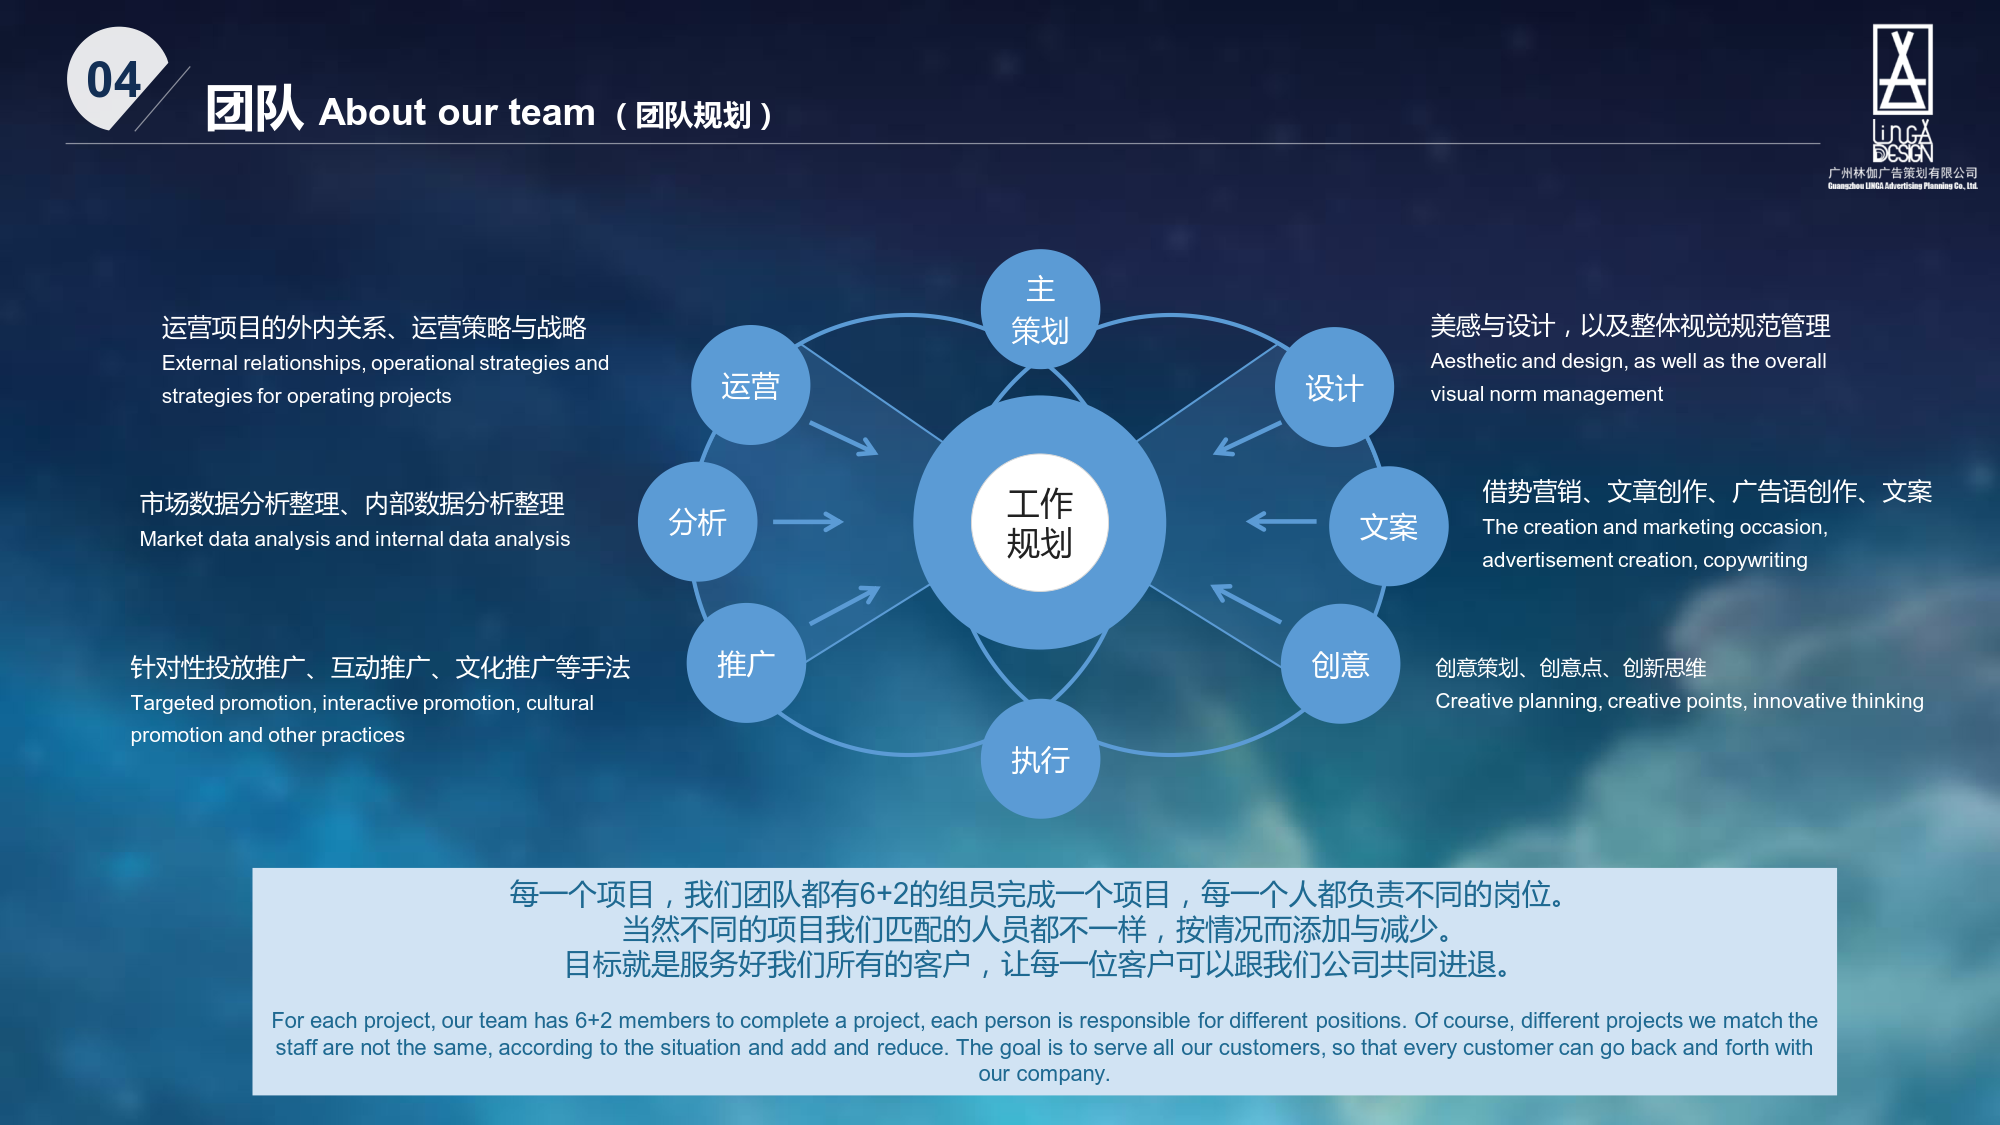 04
团队 About our team（团队规划）
LINGA
DESIGN
广州林伽广告策划有限公司
Guangzhou LINGA Advertising Planning Co., Ltd.
主
策划
运营
设计
分析
工作
规划
文案
推广
创意
执行
运营项目的外内关系、运营策略与战略
External relationships, operational strategies and
strategies for operating projects
市场数据分析整理、内部数据分析整理
Market data analysis and internal data analysis
针对性投放推广、互动推广、文化推广等手法
Targeted promotion, interactive promotion, cultural
promotion and other practices
美感与设计，以及整体视觉规范管理
Aesthetic and design, as well as the overall
visual norm management
借势营销、文章创作、广告语创作、文案
The creation and marketing occasion,
advertisement creation, copywriting
创意策划、创意点、创新思维
Creative planning, creative points, innovative thinking
每一个项目，我们团队都有6+2的组员完成一个项目，每一个人都负责不同的岗位。
当然不同的项目我们匹配的人员都不一样，按情况而添加与减少。
目标就是服务好我们所有的客户，让每一位客户可以跟我们公司共同进退。
For each project, our team has 6+2 members to complete a project, each person is responsible for different positions. Of course, different projects we match the
staff are not the same, according to the situation and add and reduce. The goal is to serve all our customers, so that every customer can go back and forth with
our company.